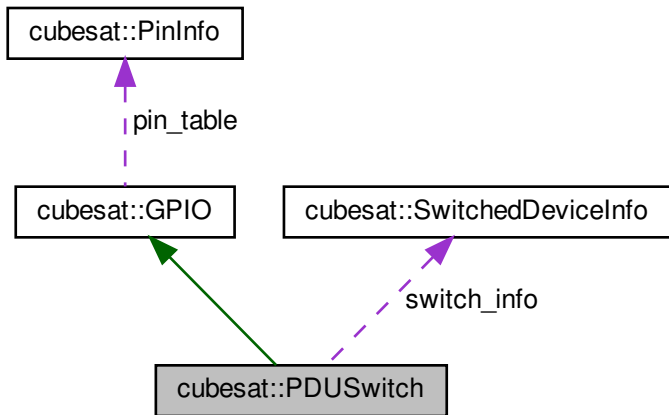 cubesat::PinInfo
pin_table
cubesat::GPIO
cubesat::SwitchedDeviceInfo
switch_info
cubesat::PDUSwitch